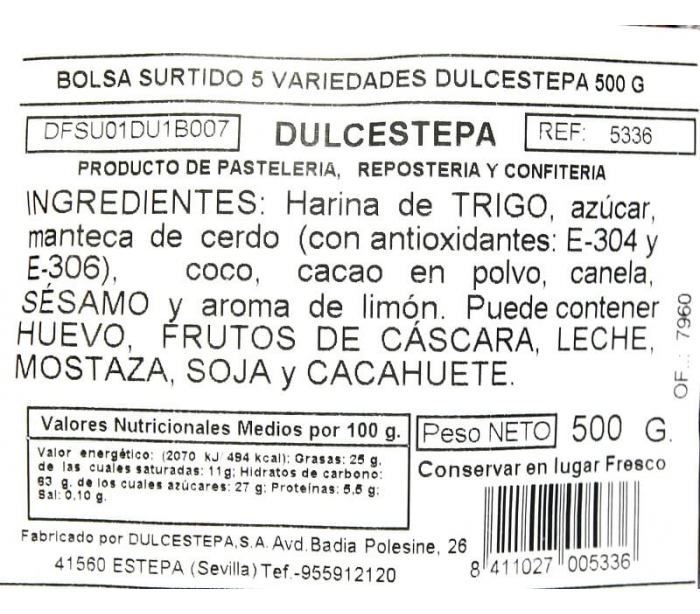 BOLSA SURTIDO 5 VARIEDADES DULCESTEPA 500 G
DFSU01DU1B007 DULCESTEPA REF: 5336
PRODUCTO DE PASTELERIA, REPOSTERIA Y CONFITERIA
INGREDIENTES: Harina de TRIGO, azúcar,
manteca de cerdo (con antioxidantes: E-304 y
E-306), coco, cacao en polvo, canela,
SÉSAMO y aroma de limón. Puede contener
HUEVO, FRUTOS DE CÁSCARA, LECHE,
MOSTAZA, SOJA y CACAHUETE.
OF.: 7960
Valores Nutricionales Medios por 100 g.
Valor energético: (2070 kJ 494 kcal); Grasas: 25 g,
de las cuales saturadas: 11g; Hidratos de carbono:
63 g, de los cuales azúcares: 27 g; Proteínas: 5,5 g;
Sal: 0,10 g.
Peso NETO 500 G.
Conservar en lugar Fresco
Fabricado por DULCESTEPA,S.A. Avd.Badia Polesine, 26
41560 ESTEPA (Sevilla) Tef.-955912120
8 411027 005336